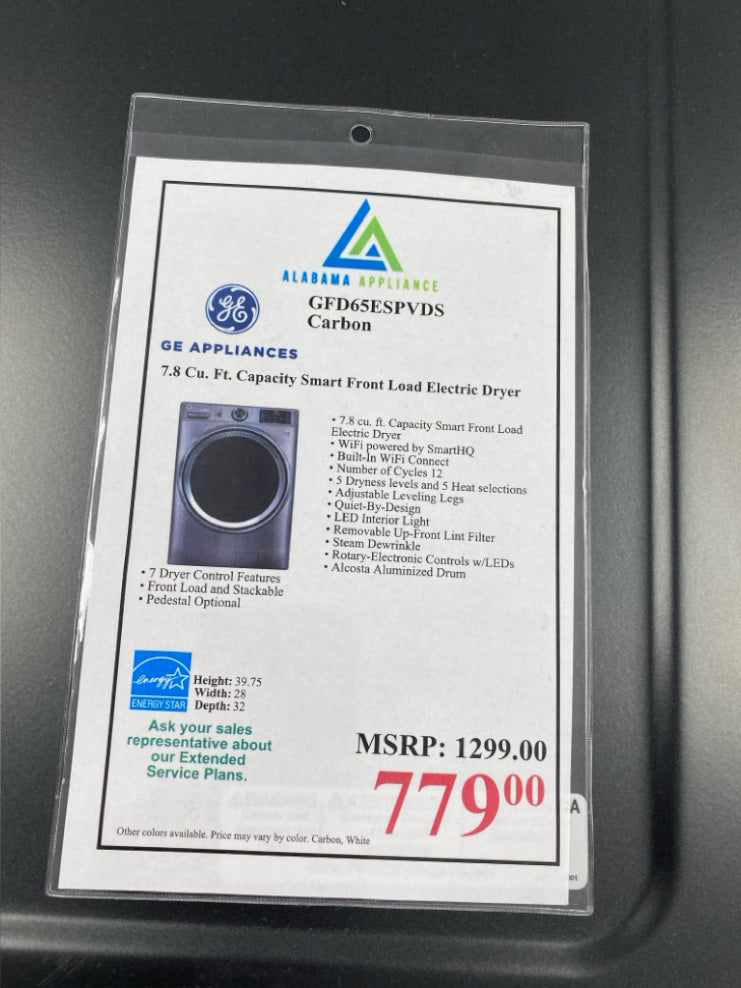 ALABAMA APPLIANCE
GE
GFD65ESPVDS
Carbon
GE APPLIANCES
7.8 Cu. Ft. Capacity Smart Front Load Electric Dryer
• 7.8 cu. ft. Capacity Smart Front Load
Electric Dryer
• WiFi powered by SmartHQ
• Built-In WiFi Connect
• Number of Cycles 12
• 5 Dryness levels and 5 Heat selections
• Adjustable Leveling Legs
• Quiet-By-Design
• LED Interior Light
• Removable Up-Front Lint Filter
• Steam Dewrinkle
• Rotary-Electronic Controls w/LEDs
• Alcosta Aluminized Drum
• 7 Dryer Control Features
• Front Load and Stackable
• Pedestal Optional
energy
ENERGY STAR
Height: 39.75
Width: 28
Depth: 32
Ask your sales
representative about
our Extended
Service Plans.
MSRP: 1299.00
77900
A
Other colors available. Price may vary by color. Carbon, White